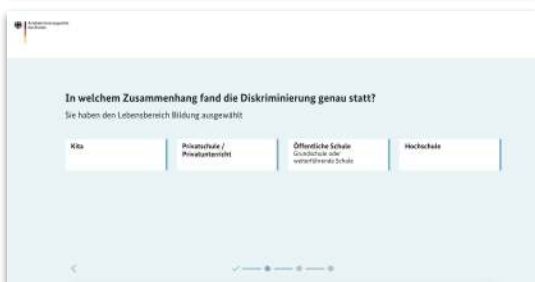 In welchem Zusammenhang fand die Diskriminierung genau statt?
Sie haben den Lebensbereich Bildung ausgewählt
Kita
Privatschule /
Privatunterricht
Öffentliche Schule
Grundschule oder
weiterführende Schule
Hochschule